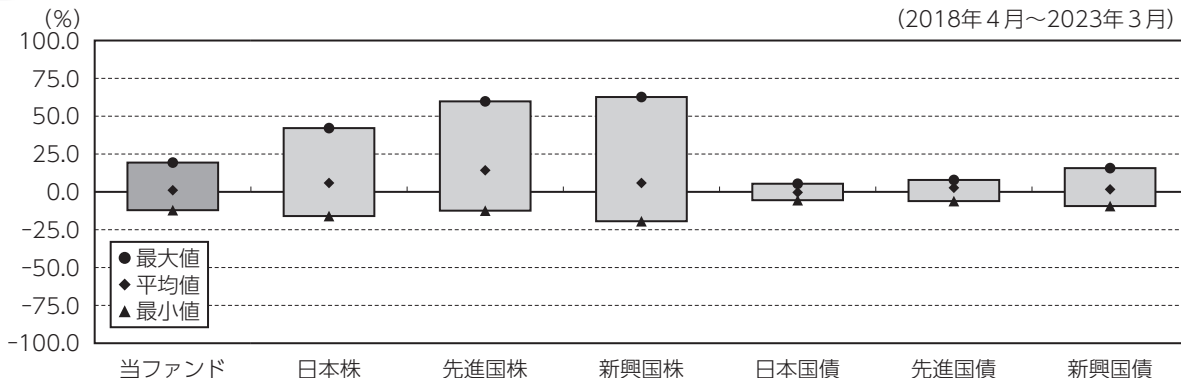 (%)
(2018年4月~2023年3月)
100.0
75.0
50.0
25.0
0.0
-25.0
-50.0
-75.0
-100.0
●最大値
◆平均値
▲最小値
当ファンド 日本株 先進国株 新興国株 日本国債 先進国債 新興国債